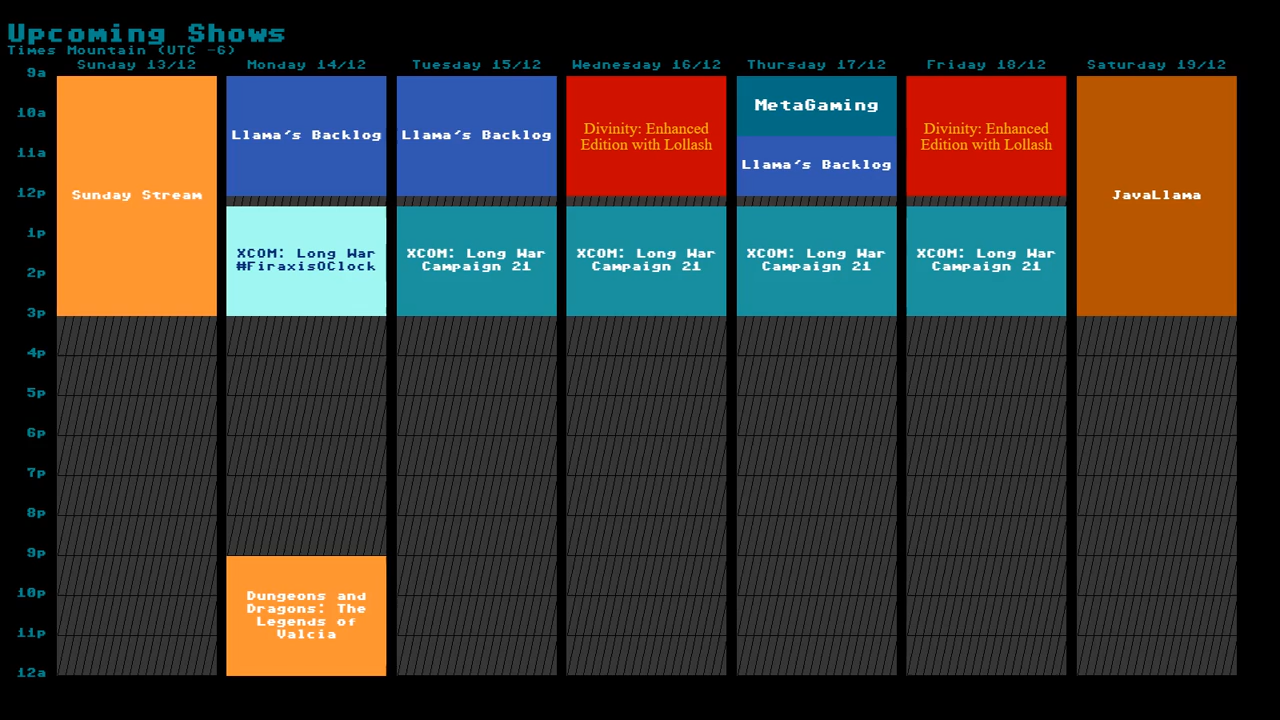 Upcoming Shows
Times Mountain (UTC -6)
Sunday 13/12
Monday 14/12
Tuesday 15/12
Wednesday 16/12
Thursday 17/12
Friday 18/12
Saturday 19/12
9a
10a
11a
12p
1p
2p
3p
4p
5p
6p
7p
8p
9p
10p
11p
12a
Sunday Stream
Llama's Backlog
XCOM: Long War
#FiraxisOClock
Dungeons and
Dragons: The
Legends of
Valcia
Llama's Backlog
XCOM: Long War
Campaign 21
Divinity: Enhanced
Edition with Lollash
XCOM: Long War
Campaign 21
MetaGaming
Llama's Backlog
XCOM: Long War
Campaign 21
Divinity: Enhanced
Edition with Lollash
XCOM: Long War
Campaign 21
JavaLlama